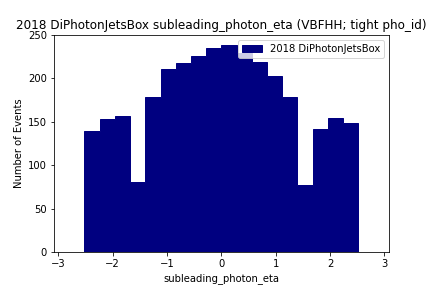 2018 DiPhotonJetsBox subleading_photon_eta (VBFHH; tight pho_id)
250
200
150
100
50
0
Number of Events
2018 DiPhotonJetsBox
−3 −2 −1 0 1 2 3
subleading_photon_eta